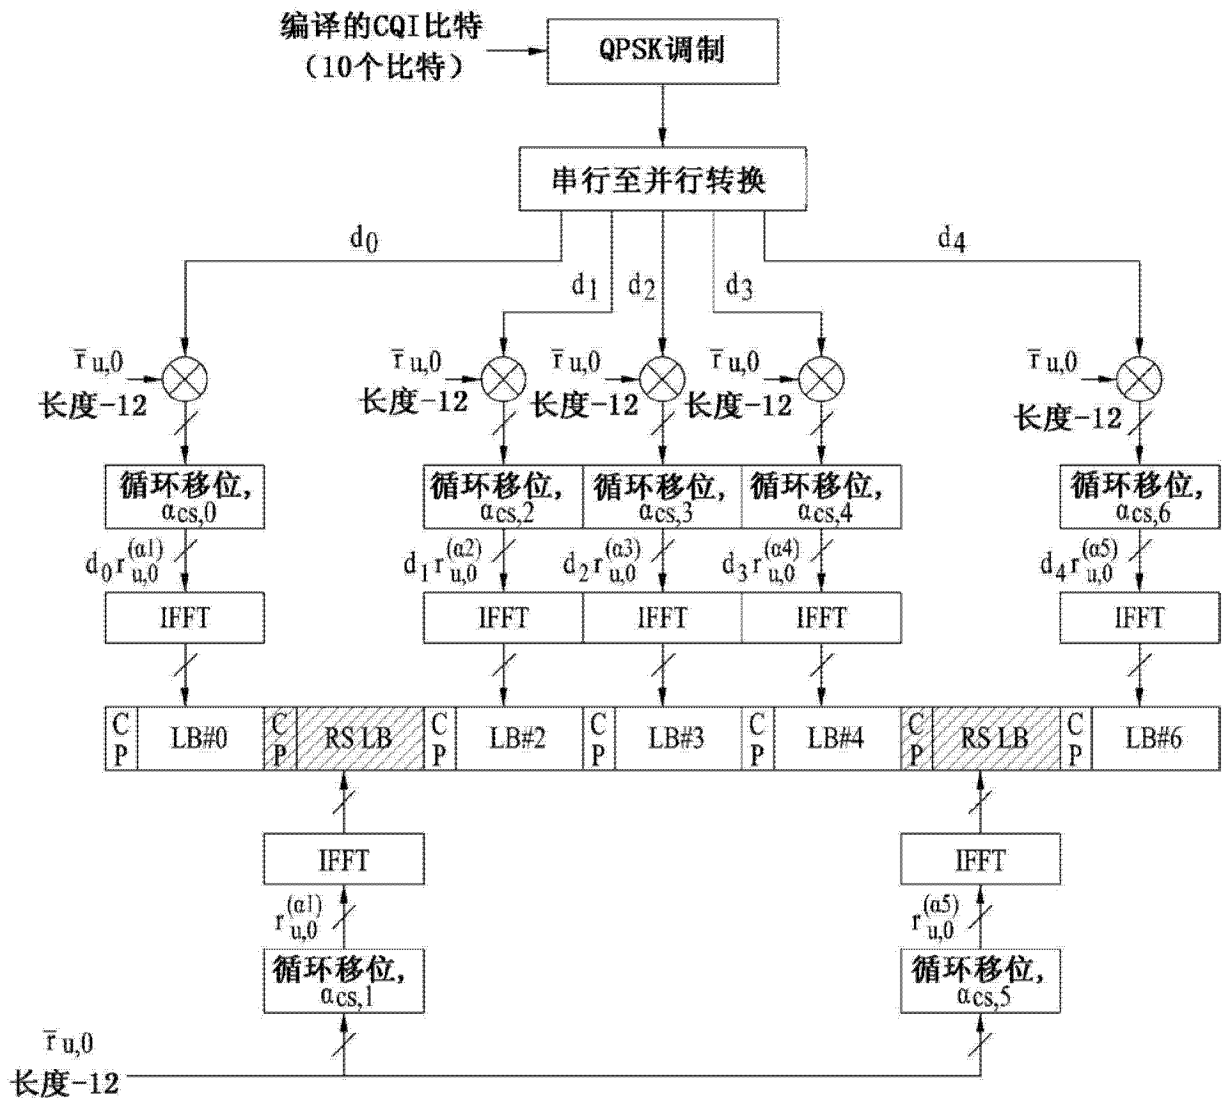 编译的CQI比特
（10个比特）
QPSK调制
串行至并行转换
d0
d1
d2
d3
d4
r̅u,0
长度-12
r̅u,0
长度-12
r̅u,0
长度-12
r̅u,0
长度-12
r̅u,0
长度-12
循环移位,
αcs,0
循环移位,
αcs,2
循环移位,
αcs,3
循环移位,
αcs,4
循环移位,
αcs,6
d0 r(α1)u,0
d1 r(α2)u,0
d2 r(α3)u,0
d3 r(α4)u,0
d4 r(α5)u,0
IFFT
IFFT
IFFT
IFFT
IFFT
CP
LB#0
CP
RS LB
CP
LB#2
CP
LB#3
CP
LB#4
CP
RS LB
CP
LB#6
IFFT
IFFT
r(α1)u,0
r(α5)u,0
循环移位,
αcs,1
循环移位,
αcs,5
r̅u,0
长度-12